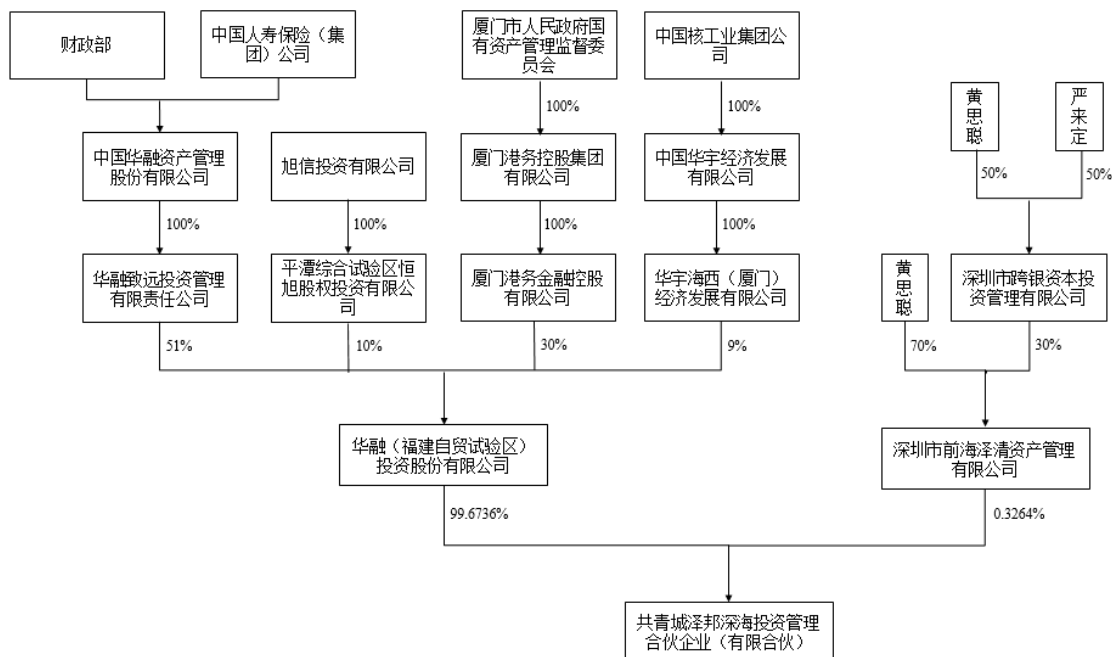 财政部
中国人寿保险（集
团）公司
厦门市人民政府国
有资产管理监督委
员会
中国核工业集团公
司
100%
100%
黄
思
聪
严
来
定
中国华融资产管理
股份有限公司
旭信投资有限公司
厦门港务控股集团
有限公司
中国华宇经济发展
有限公司
50%
50%
100%
100%
100%
100%
华融致远投资管理
有限责任公司
平潭综合试验区恒
旭股权投资有限公
司
厦门港务金融控股
有限公司
华宇海西（厦门）
经济发展有限公司
黄
思
聪
深圳市跨银资本投
资管理有限公司
51%
10%
30%
9%
70%
30%
华融（福建自贸试验区）
投资股份有限公司
深圳市前海泽清资产管理
有限公司
99.6736%
0.3264%
共青城泽邦深海投资管理
合伙企业（有限合伙）